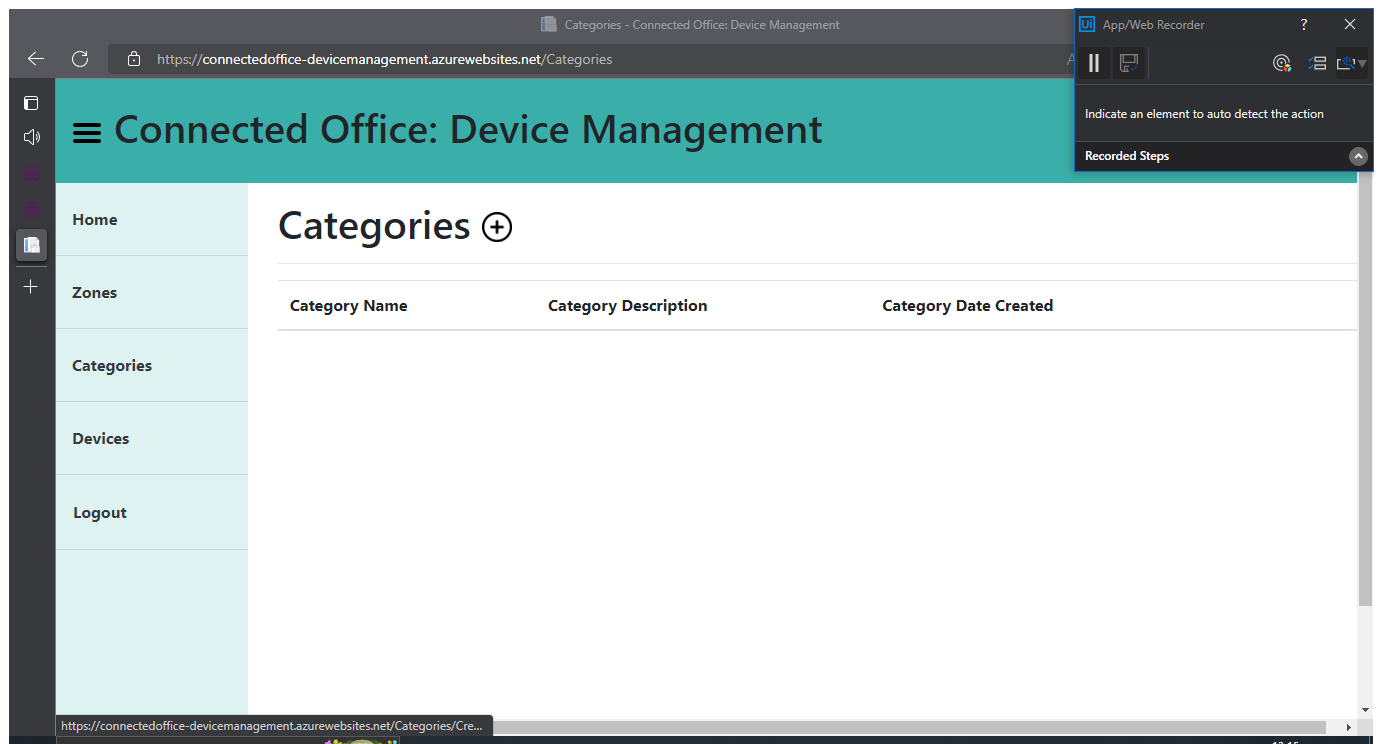 Categories - Connected Office: Device Management
Ui App/Web Recorder ?
https://connectedoffice-devicemanagement.azurewebsites.net/Categories
Indicate an element to auto detect the action
Recorded Steps
Connected Office: Device Management
Home
Zones
Categories
Devices
Logout
Categories
Category Name Category Description Category Date Created
https://connectedoffice-devicemanagement.azurewebsites.net/Categories/Cre...